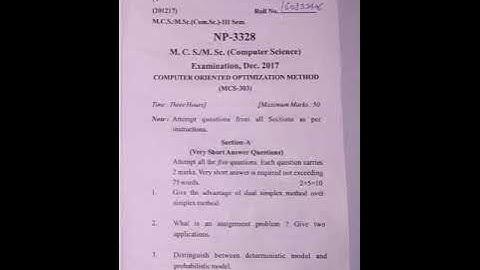 (201217)
Roll No.
M.C.S./M.Sc.(Com.Sc.)-III Sem.
NP-3328
M. C. S./M. Sc. (Computer Science)
Examination, Dec. 2017
COMPUTER ORIENTED OPTIMIZATION METHOD
(MCS-303)
Time : Three Hours] [Maximum Marks : 50
Note : Attempt questions from all Sections as per
instructions.
Section-A
(Very Short Answer Questions)
Attempt all the five questions. Each question carries
2 marks. Very short answer is required not exceeding
75 words. 2×5=10
1. Give the advantage of dual simplex method over
simplex method.
2. What is an assignment problem ? Give two
applications.
3. Distinguish between deterministic model and
probabilistic model.